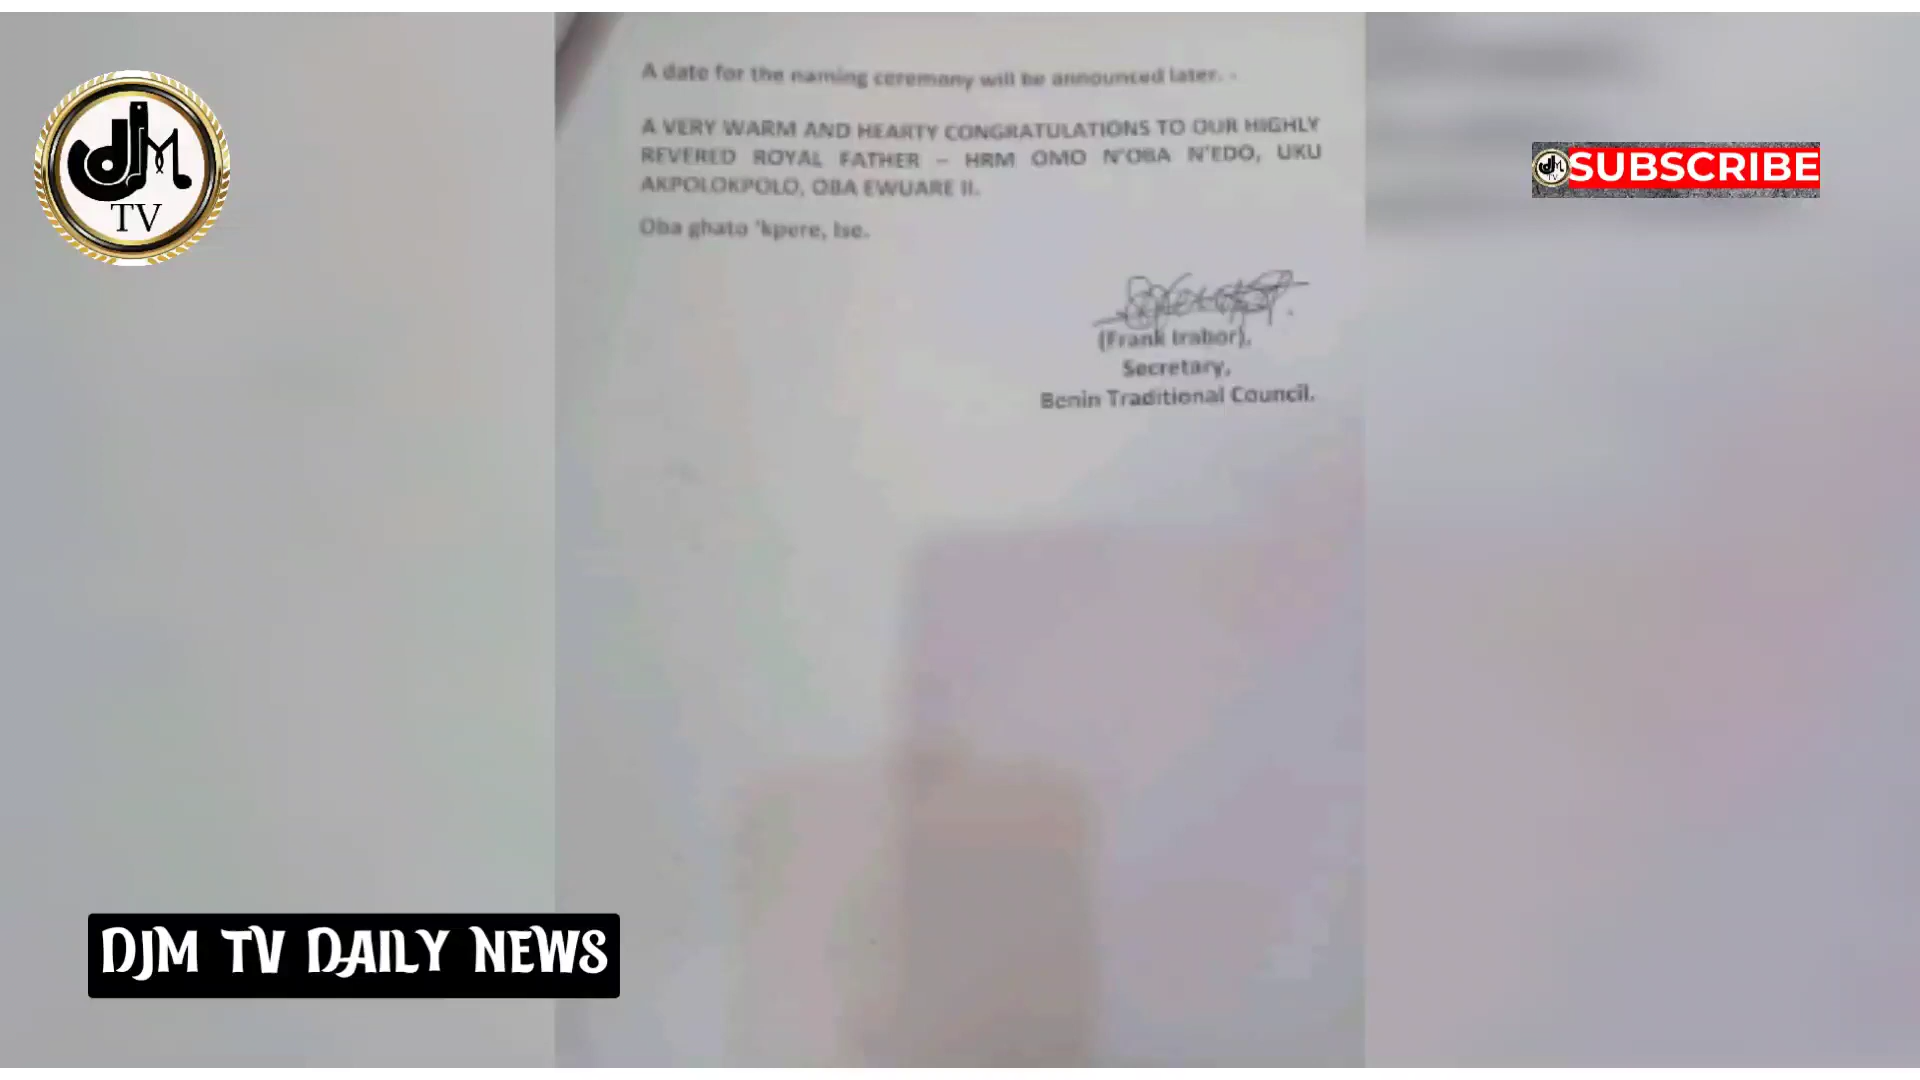 A date for the naming ceremony will be announced later. -
A VERY WARM AND HEARTY CONGRATULATIONS TO OUR HIGHLY
REVERED ROYAL FATHER – HRM OMO N'OBA N'EDO, UKU
AKPOLOKPOLO, OBA EWUARE II.
Oba ghato 'kpere, Ise.
(Frank Irabor),
Secretary,
Benin Traditional Council.
DJM
TV
SUBSCRIBE
DJM TV DAILY NEWS